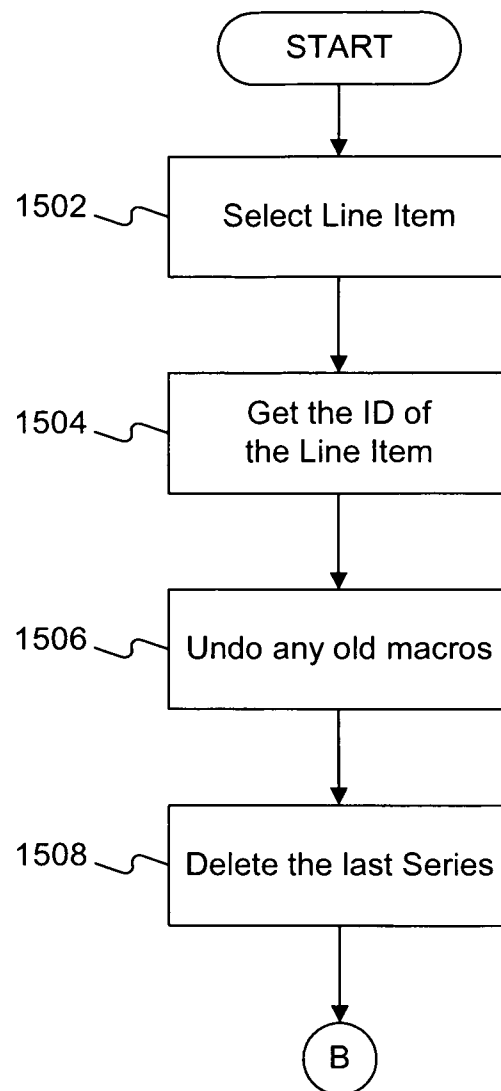 START
1502
Select Line Item
1504
Get the ID of
the Line Item
1506
Undo any old macros
1508
Delete the last Series
B